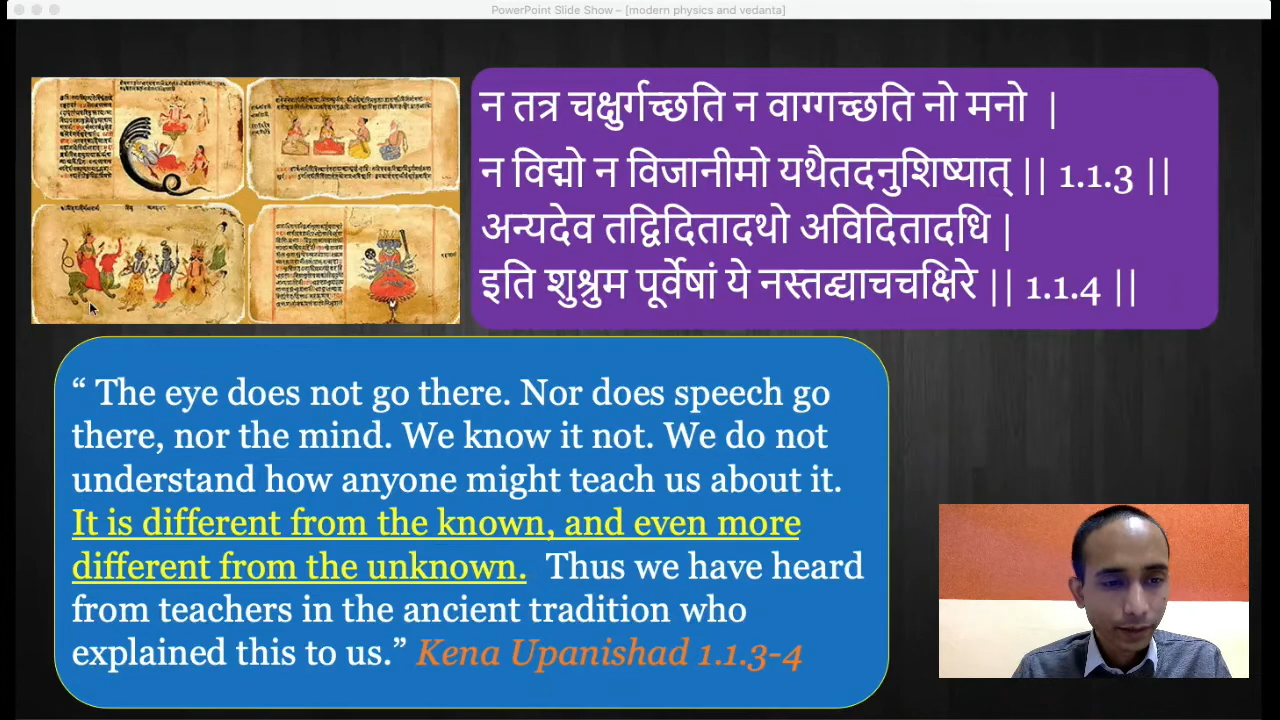 PowerPoint Slide Show – [modern physics and vedanta]
न तत्र चक्षुर्गच्छति न वाग्गच्छति नो मनो |
न विद्मो न विजानीमो यथैतदनुशिष्यात् || 1.1.3 ||
अन्यदेव तद्विदितादथो अविदितादधि |
इति शुश्रुम पूर्वेषां ये नस्तद्व्याचचक्षिरे || 1.1.4 ||
“ The eye does not go there. Nor does speech go
there, nor the mind. We know it not. We do not
understand how anyone might teach us about it.
It is different from the known, and even more
different from the unknown. Thus we have heard
from teachers in the ancient tradition who
explained this to us.” Kena Upanishad 1.1.3-4